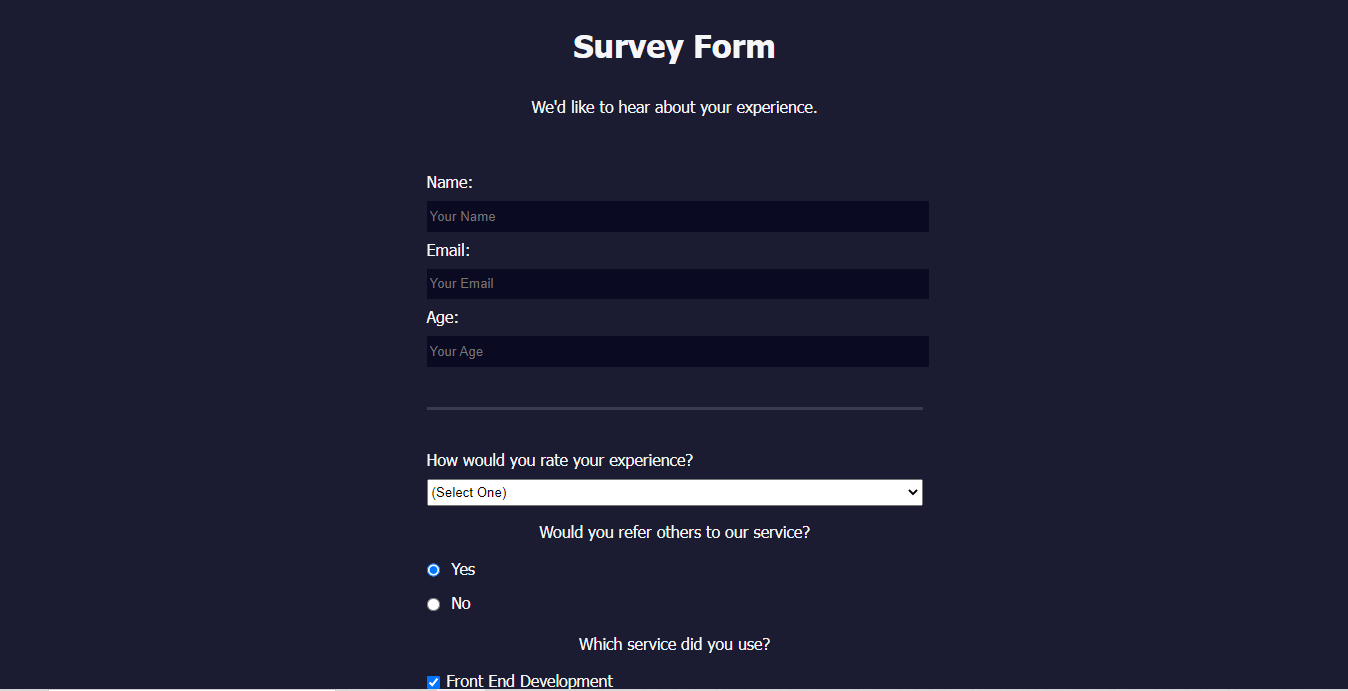 Survey Form
We'd like to hear about your experience.
Name:
Your Name
Email:
Your Email
Age:
Your Age
How would you rate your experience?
(Select One)
Would you refer others to our service?
Yes
No
Which service did you use?
Front End Development